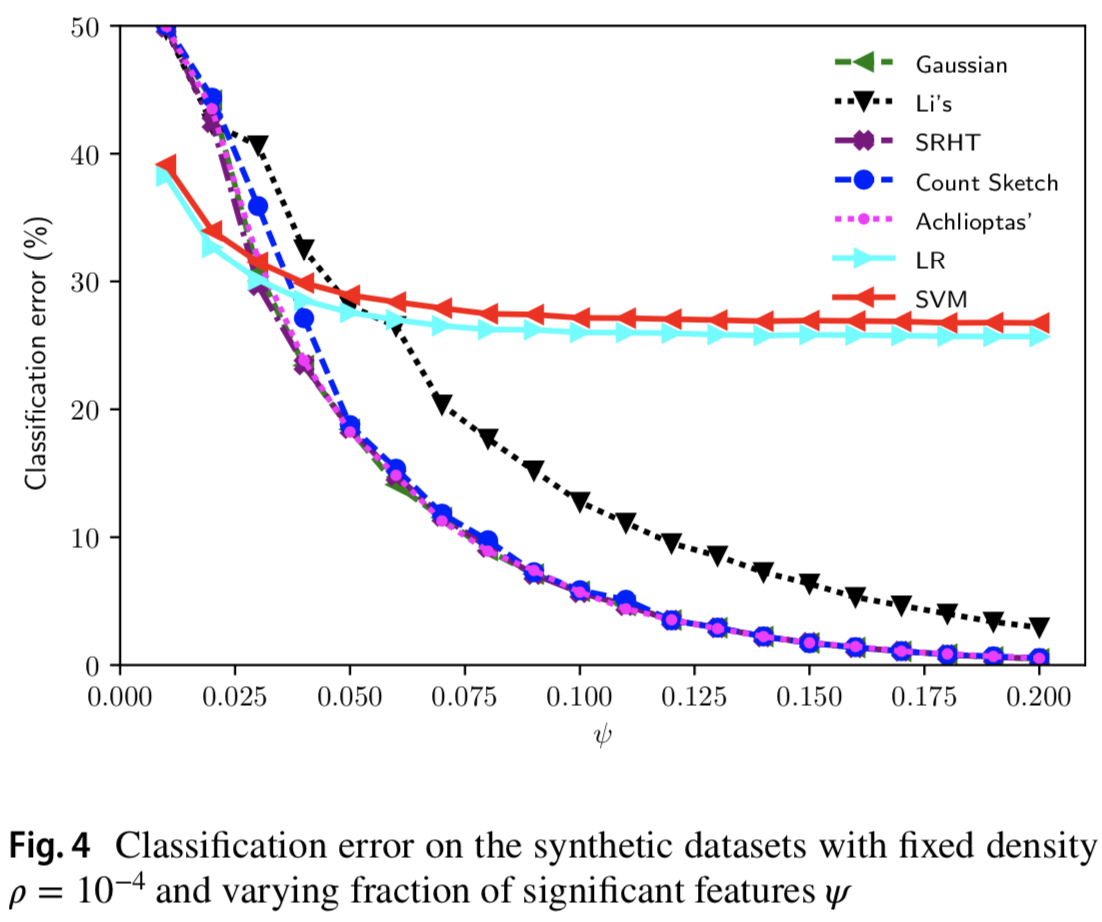 50
40
30
20
10
0
Classification error (%)
0.000 0.025 0.050 0.075 0.100 0.125 0.150 0.175 0.200
ψ
Gaussian
Li's
SRHT
Count Sketch
Achlioptas'
LR
SVM
Fig. 4 Classification error on the synthetic datasets with fixed density
ρ = 10⁻⁴ and varying fraction of significant features ψ